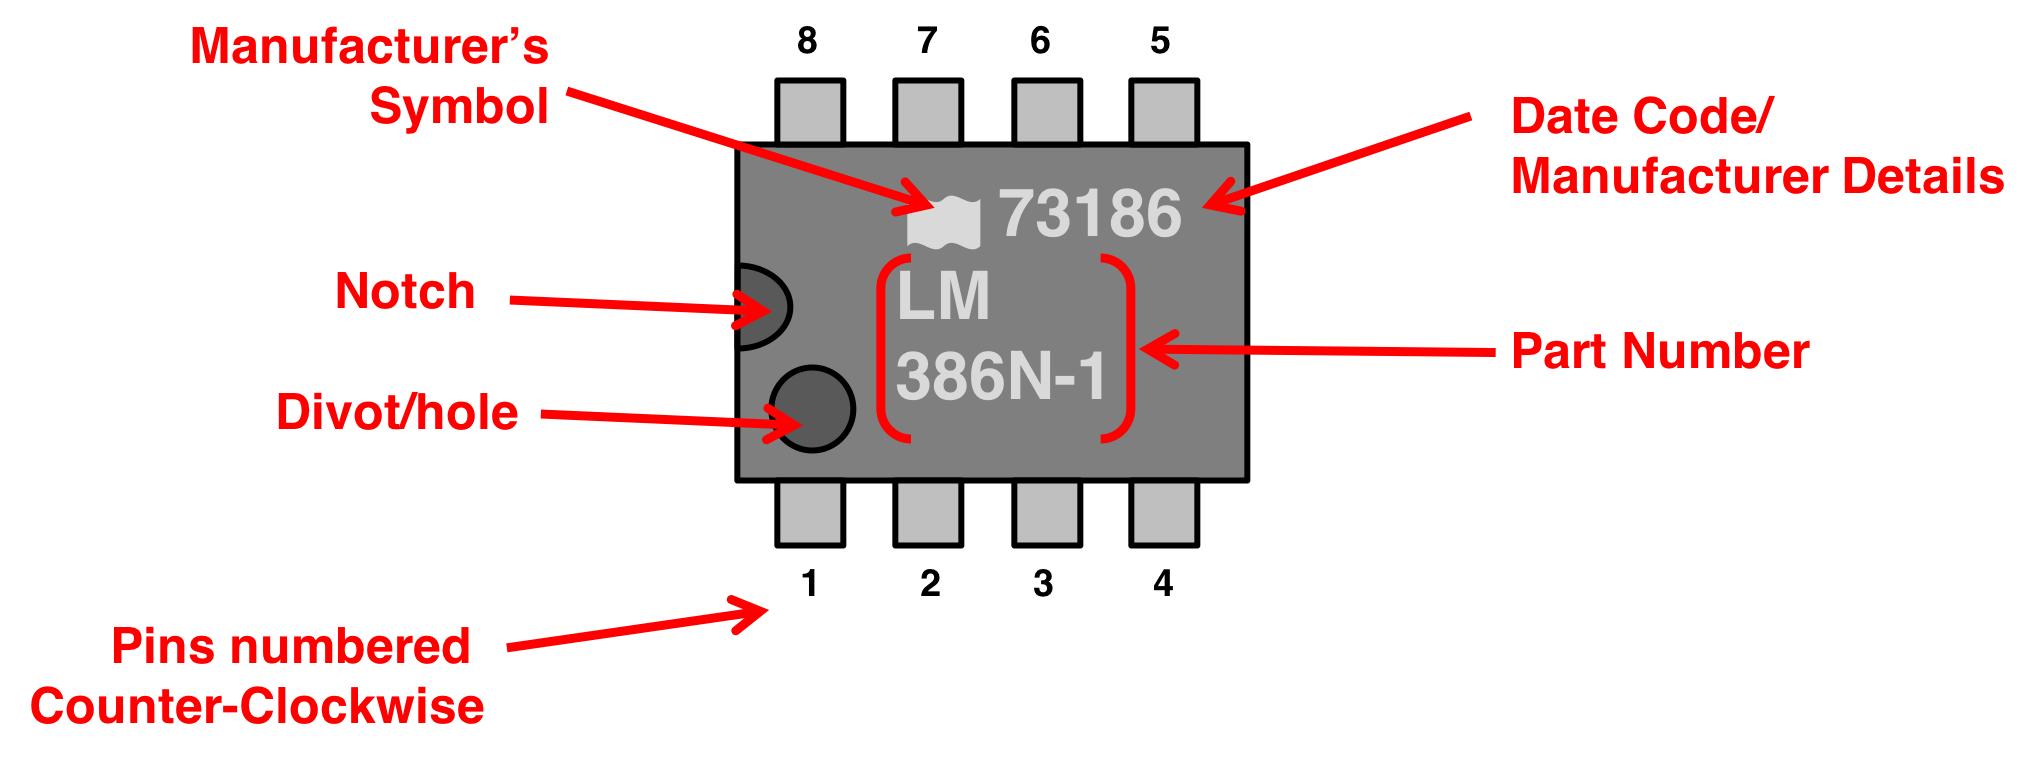 Manufacturer’s
Symbol
8 7 6 5
Date Code/
Manufacturer Details
73186
LM
386N-1
Notch
Part Number
Divot/hole
1 2 3 4
Pins numbered
Counter-Clockwise